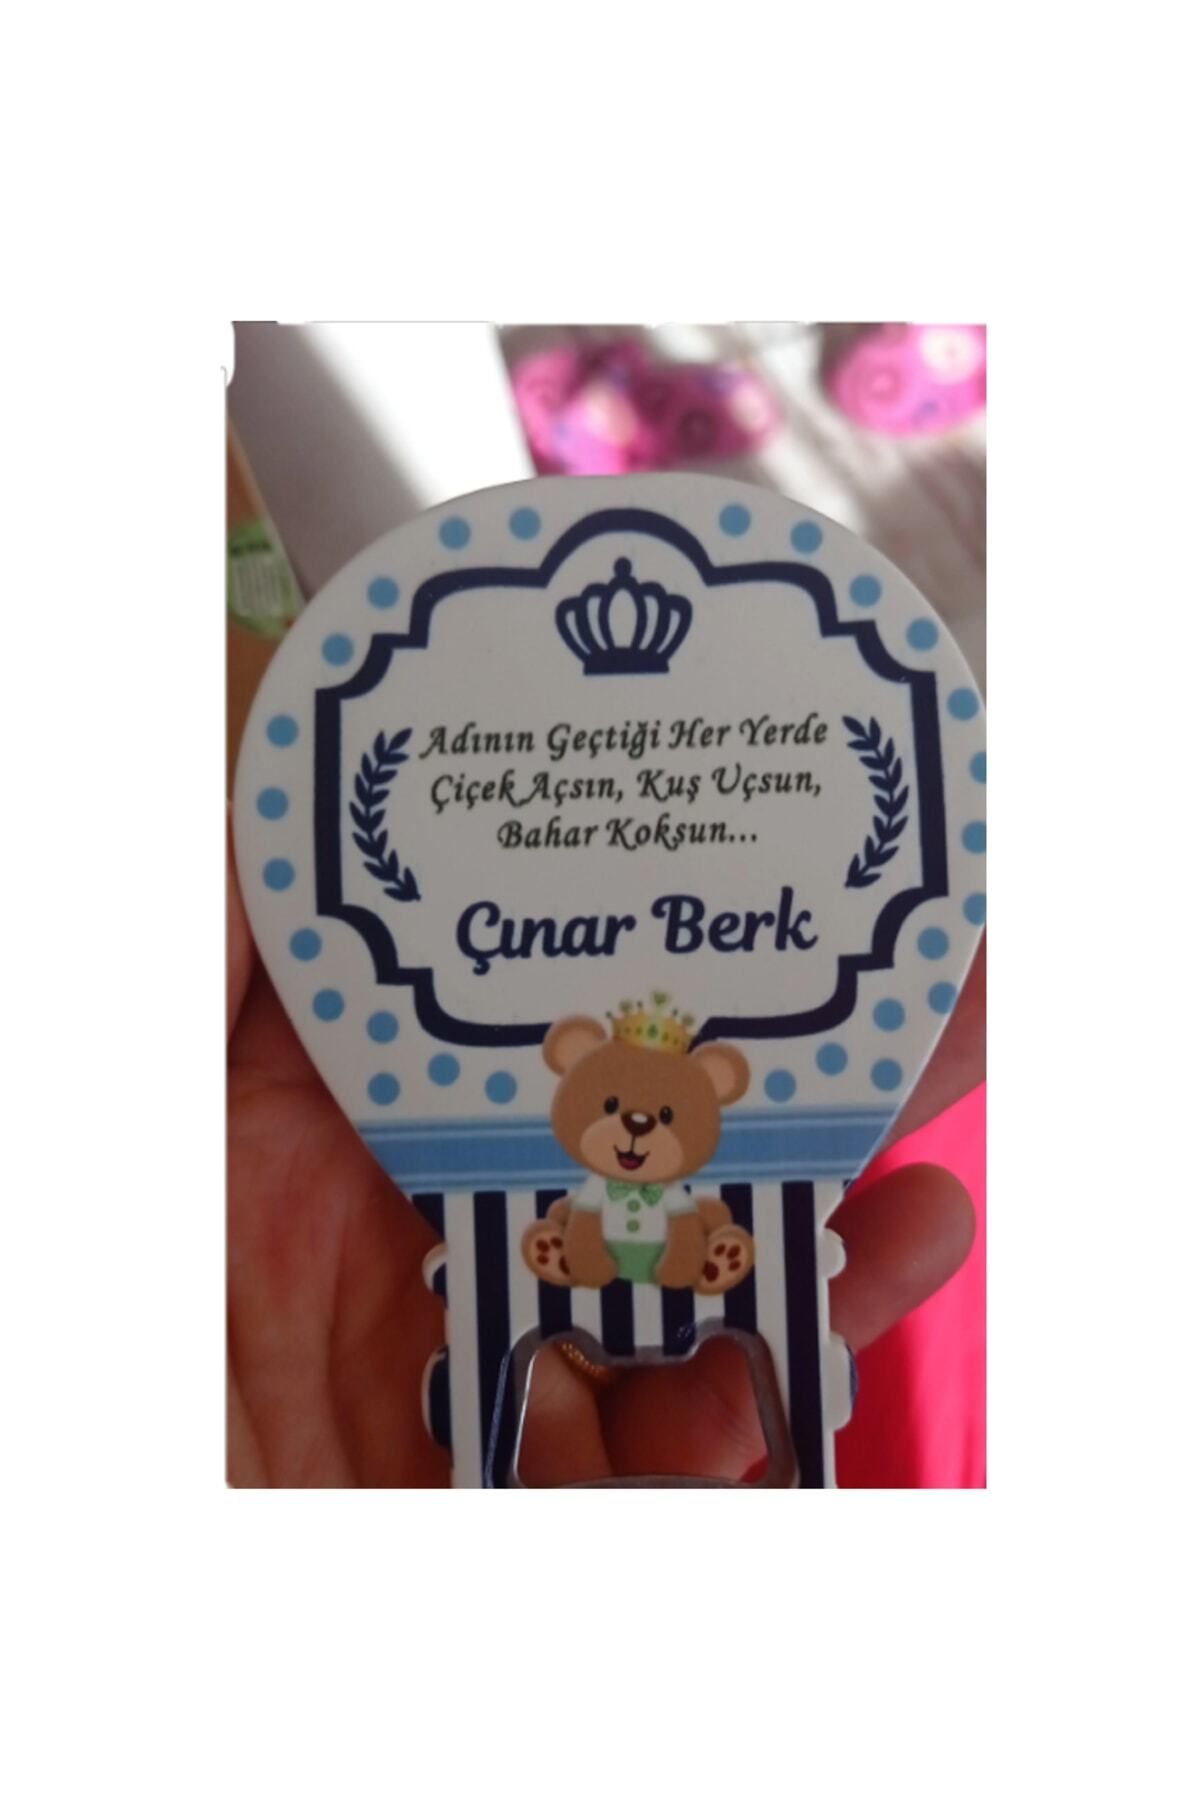 Adının Geçtiği Her Yerde
Çiçek Açsın, Kuş Uçsun,
Bahar Koksun...
Çınar Berk